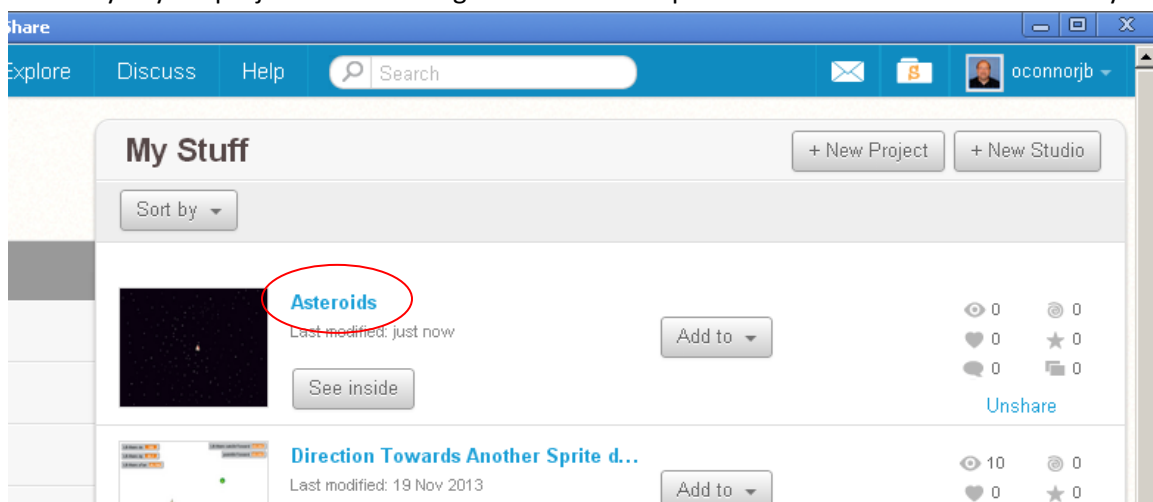 Share
Explore Discuss Help Search oconnorjb
My Stuff + New Project + New Studio
Sort by
Asteroids
Last modified: just now
Add to
See inside
0 0
0 0
0 0
Unshare
Direction Towards Another Sprite d...
Last modified: 19 Nov 2013
Add to
10 0
0 0